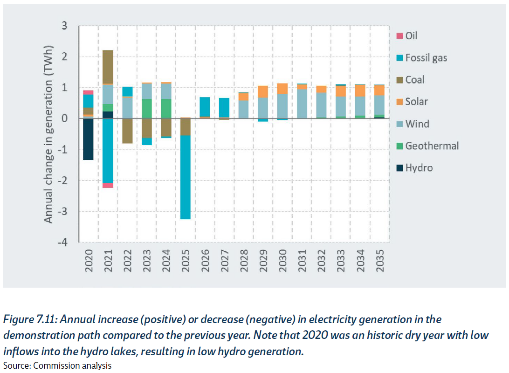 3
2
1
0
-1
-2
-3
-4
Annual change in generation (TWh)
2020
2021
2022
2023
2024
2025
2026
2027
2028
2029
2030
2031
2032
2033
2034
2035
Oil
Fossil gas
Coal
Solar
Wind
Geothermal
Hydro
Figure 7.11: Annual increase (positive) or decrease (negative) in electricity generation in the
demonstration path compared to the previous year. Note that 2020 was an historic dry year with low
inflows into the hydro lakes, resulting in low hydro generation.
Source: Commission analysis